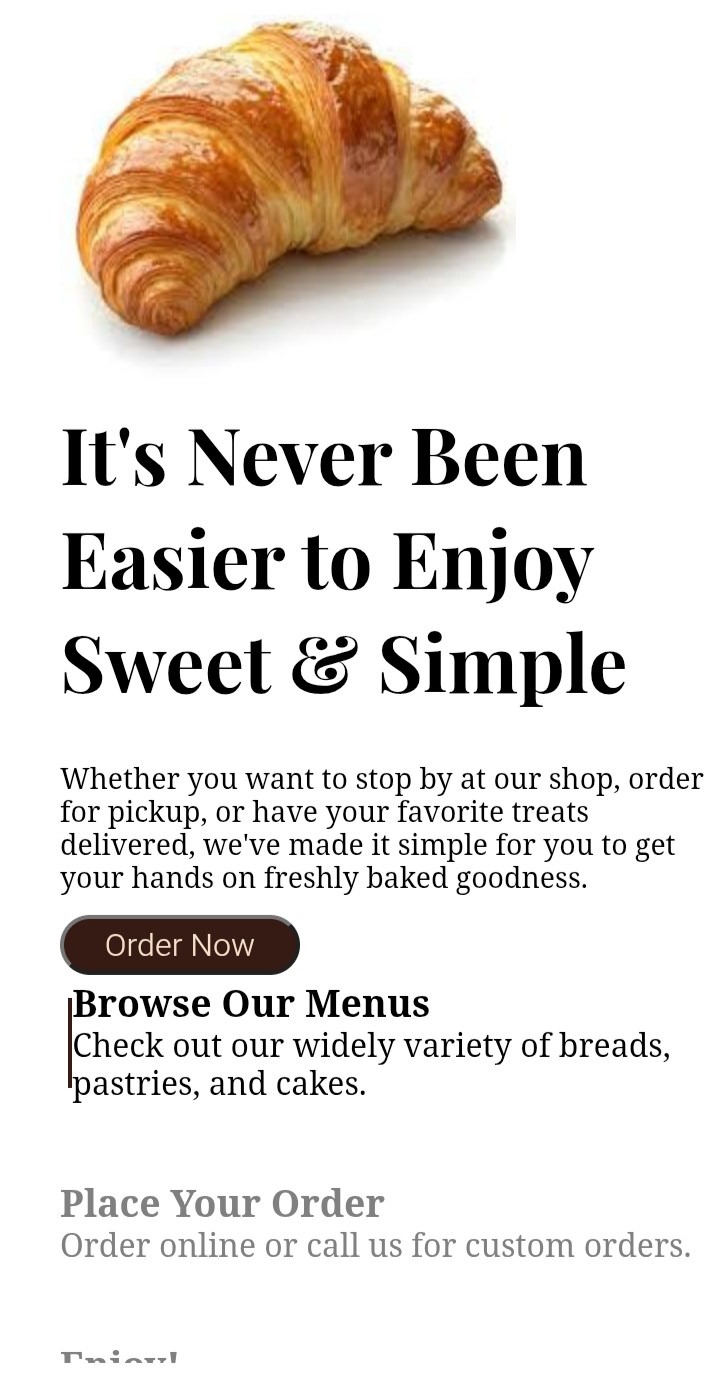 It's Never Been
Easier to Enjoy
Sweet & Simple
Whether you want to stop by at our shop, order
for pickup, or have your favorite treats
delivered, we've made it simple for you to get
your hands on freshly baked goodness.
Order Now
Browse Our Menus
Check out our widely variety of breads,
pastries, and cakes.
Place Your Order
Order online or call us for custom orders.
Enjoy!